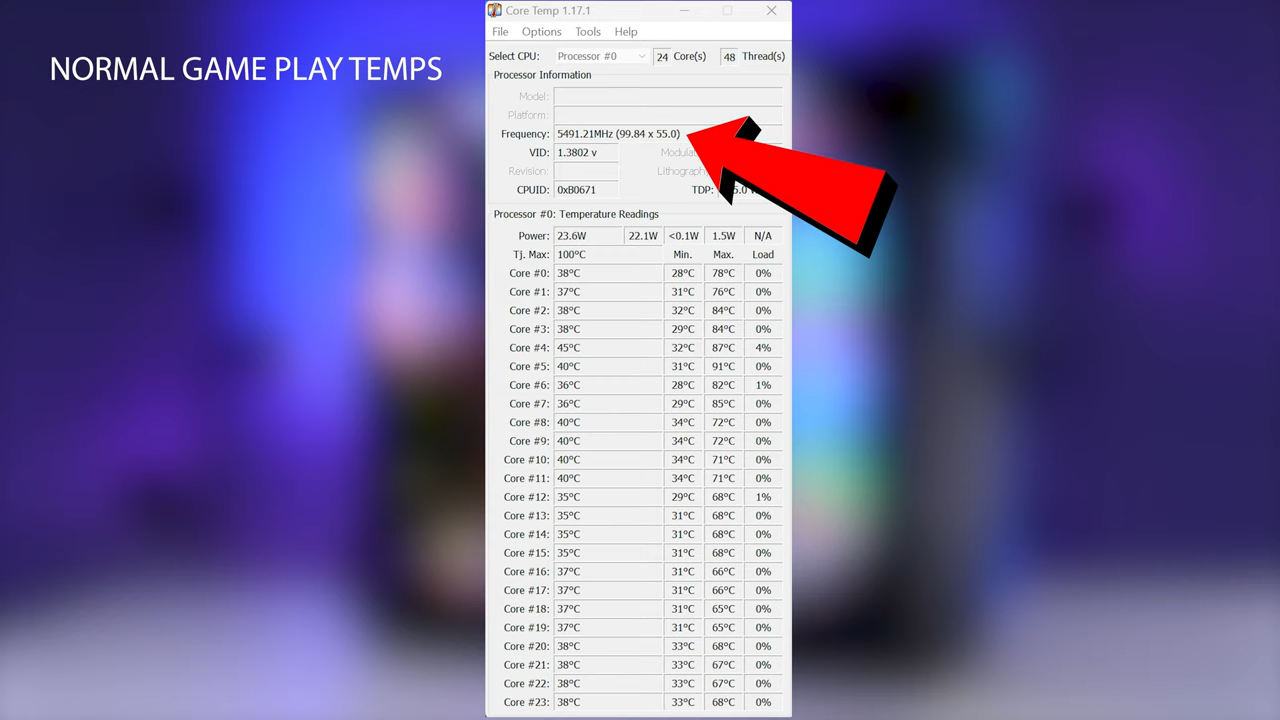 Core Temp 1.17.1
File Options Tools Help
NORMAL GAME PLAY TEMPS
Select CPU: Processor #0 24 Core(s) 48 Thread(s)
Processor Information
Model:
Platform:
Frequency: 5491.21MHz (99.84 x 55.0)
VID: 1.3802 v
Revision:
CPUID: 0xB0671 TDP:
Processor #0: Temperature Readings
Power: 23.6W 22.1W <0.1W 1.5W N/A
Tj. Max: 100°C Min. Max. Load
Core #0: 38°C 28°C 78°C 0%
Core #1: 37°C 31°C 76°C 0%
Core #2: 38°C 32°C 84°C 0%
Core #3: 38°C 29°C 84°C 0%
Core #4: 45°C 32°C 87°C 4%
Core #5: 40°C 31°C 91°C 0%
Core #6: 36°C 28°C 82°C 1%
Core #7: 36°C 29°C 85°C 0%
Core #8: 40°C 34°C 72°C 0%
Core #9: 40°C 34°C 72°C 0%
Core #10: 40°C 34°C 71°C 0%
Core #11: 40°C 34°C 71°C 0%
Core #12: 35°C 29°C 68°C 1%
Core #13: 35°C 31°C 68°C 0%
Core #14: 35°C 31°C 68°C 0%
Core #15: 35°C 31°C 68°C 0%
Core #16: 37°C 31°C 66°C 0%
Core #17: 37°C 31°C 66°C 0%
Core #18: 37°C 31°C 65°C 0%
Core #19: 37°C 31°C 65°C 0%
Core #20: 38°C 33°C 67°C 0%
Core #21: 38°C 33°C 67°C 0%
Core #22: 38°C 33°C 67°C 0%
Core #23: 38°C 33°C 68°C 0%